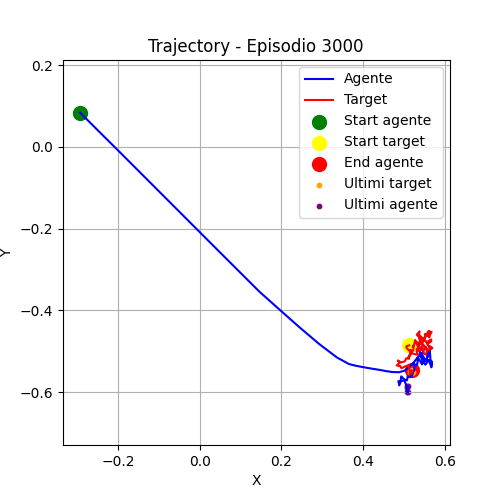 Trajectory - Episodio 3000
0.2
0.0
−0.2
−0.4
−0.6
Y
−0.2
0.0
0.2
0.4
0.6
X
Agente
Target
Start agente
Start target
End agente
Ultimi target
Ultimi agente